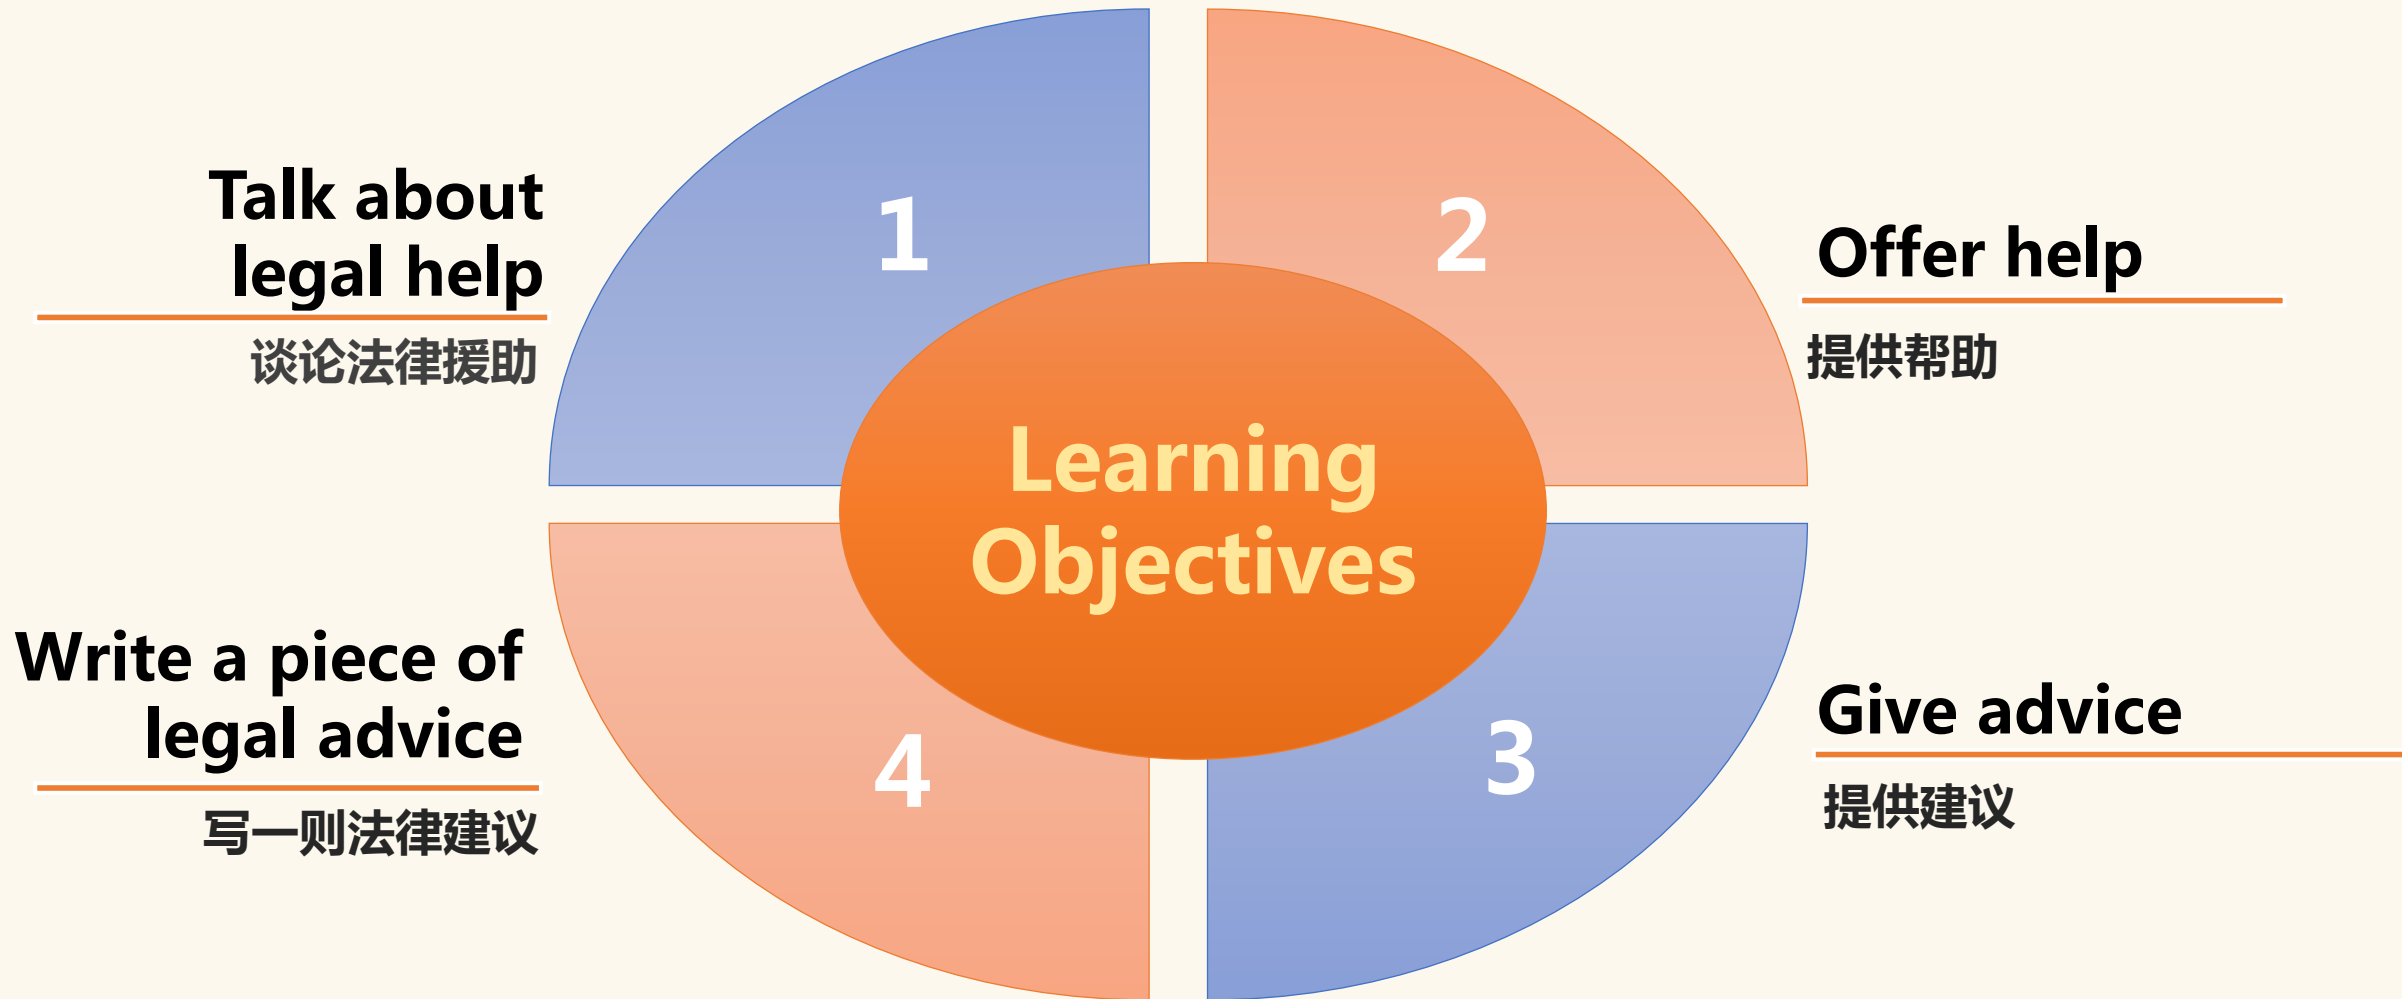 Talk about
legal help
谈论法律援助
1
2
Offer help
提供帮助
Learning
Objectives
Write a piece of
legal advice
写一则法律建议
4
3
Give advice
提供建议